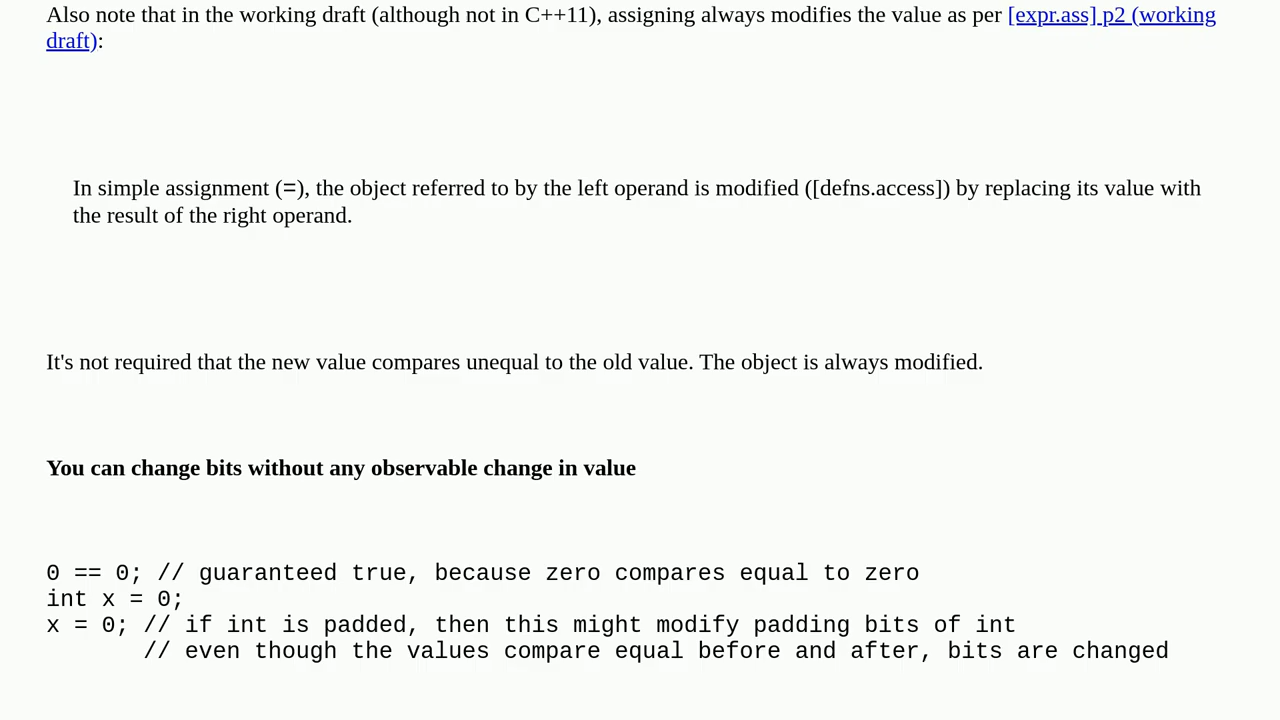 Also note that in the working draft (although not in C++11), assigning always modifies the value as per [expr.ass] p2 (working
draft):
In simple assignment (=), the object referred to by the left operand is modified ([defns.access]) by replacing its value with
the result of the right operand.
It's not required that the new value compares unequal to the old value. The object is always modified.
You can change bits without any observable change in value
0 == 0; // guaranteed true, because zero compares equal to zero
int x = 0;
x = 0; // if int is padded, then this might modify padding bits of int
       // even though the values compare equal before and after, bits are changed